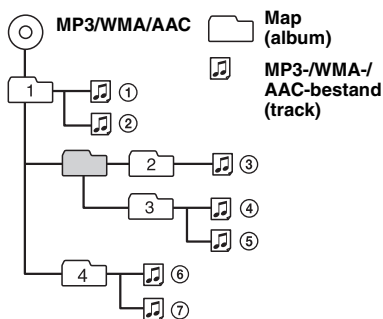 MP3/WMA/AAC
Map
(album)
MP3-/WMA-/
AAC-bestand
(track)
1
①
②
2
③
3
④
⑤
4
⑥
⑦